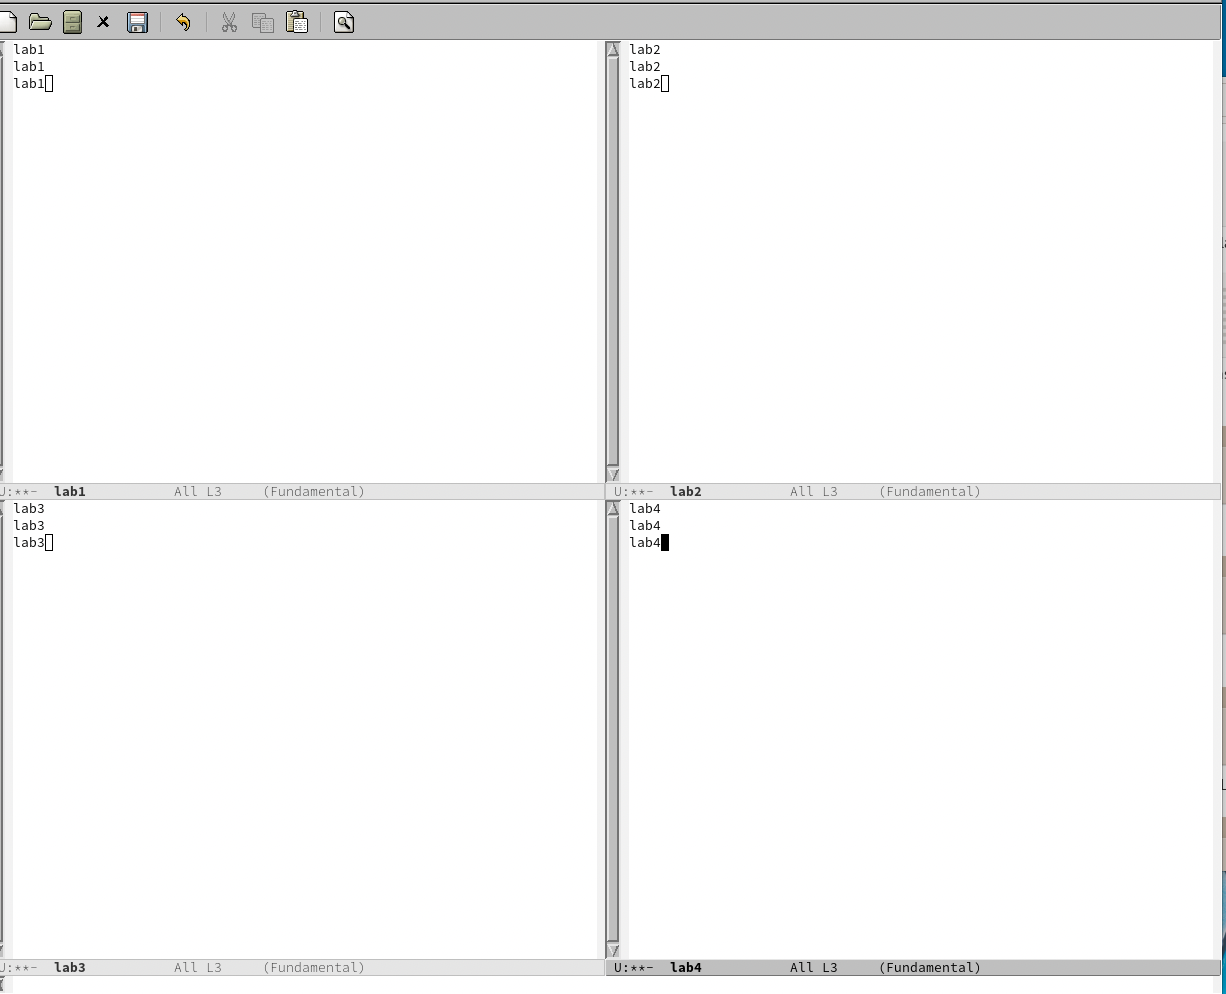 lab1
lab1
lab1
U:**-  lab1           All L3     (Fundamental)
lab2
lab2
lab2
U:**-  lab2           All L3     (Fundamental)
lab3
lab3
lab3
U:**-  lab3           All L3     (Fundamental)
lab4
lab4
lab4
U:**-  lab4           All L3     (Fundamental)